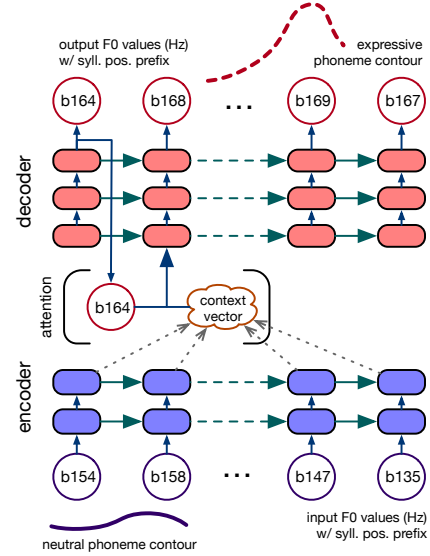 output F0 values (Hz)
w/ syll. pos. prefix
expressive
phoneme contour
b164
b168
...
b169
b167
decoder
attention
b164
context
vector
encoder
b154
b158
...
b147
b135
neutral phoneme contour
input F0 values (Hz)
w/ syll. pos. prefix